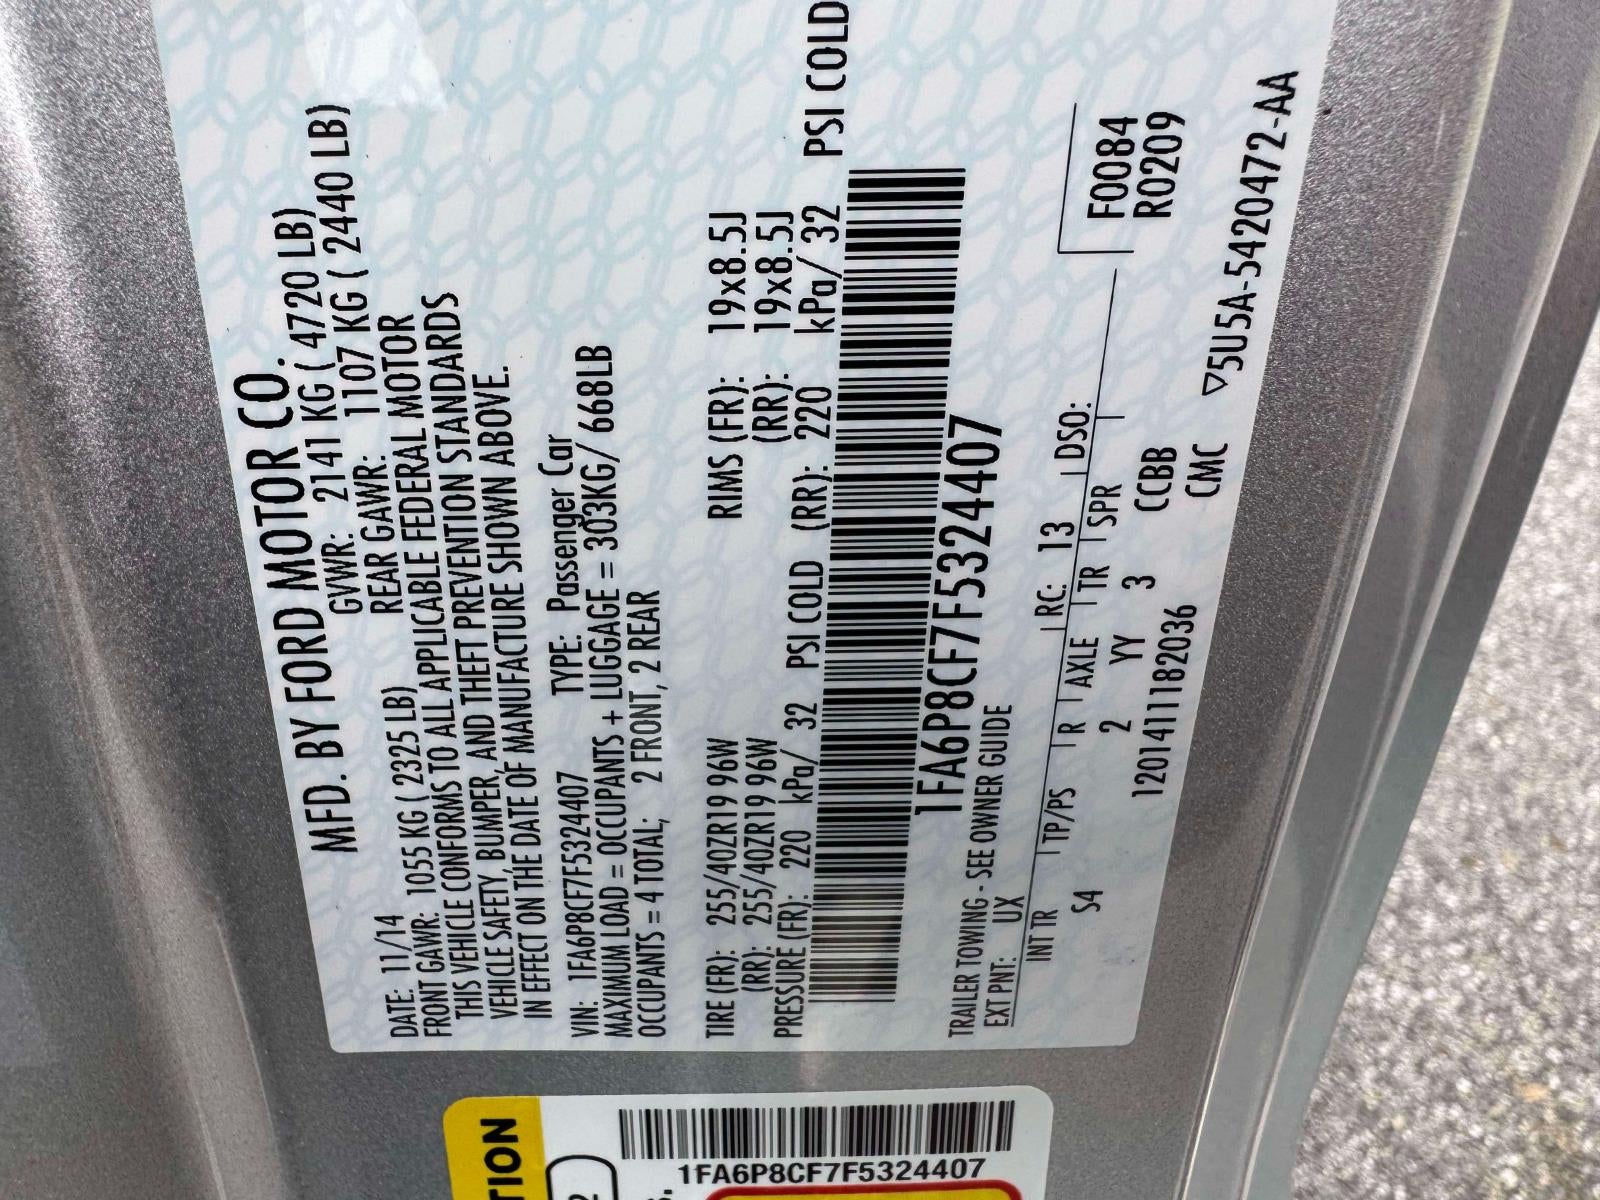 MFD. BY FORD MOTOR CO.
DATE: 11/14 GVWR: 2141 KG ( 4720 LB)
FRONT GAWR: 1055 KG ( 2325 LB) REAR GAWR: 1107 KG ( 2440 LB)
THIS VEHICLE CONFORMS TO ALL APPLICABLE FEDERAL MOTOR
VEHICLE SAFETY, BUMPER, AND THEFT PREVENTION STANDARDS
IN EFFECT ON THE DATE OF MANUFACTURE SHOWN ABOVE.
VIN: 1FA6P8CF7F5324407 TYPE: Passenger Car
MAXIMUM LOAD = OCCUPANTS + LUGGAGE = 303KG/ 668LB
OCCUPANTS = 4 TOTAL; 2 FRONT, 2 REAR
TIRE (FR): 255/40ZR19 96W RIMS (FR): 19x8.5J
(RR): 255/40ZR19 96W (RR): 19x8.5J
PRESSURE (FR): 220 kPa/ 32 PSI COLD (RR): 220 kPa/ 32 PSI COLD
1FA6P8CF7F5324407
TRAILER TOWING - SEE OWNER GUIDE
EXT PNT: UX RC: 13 DSO:
INT TR TP/PS R AXLE TR SPR F0084
S4 2 YY 3 CCBB R0209
12014111182036 CMC
▽5U5A-5420472-AA
TION
1FA6P8CF7F5324407